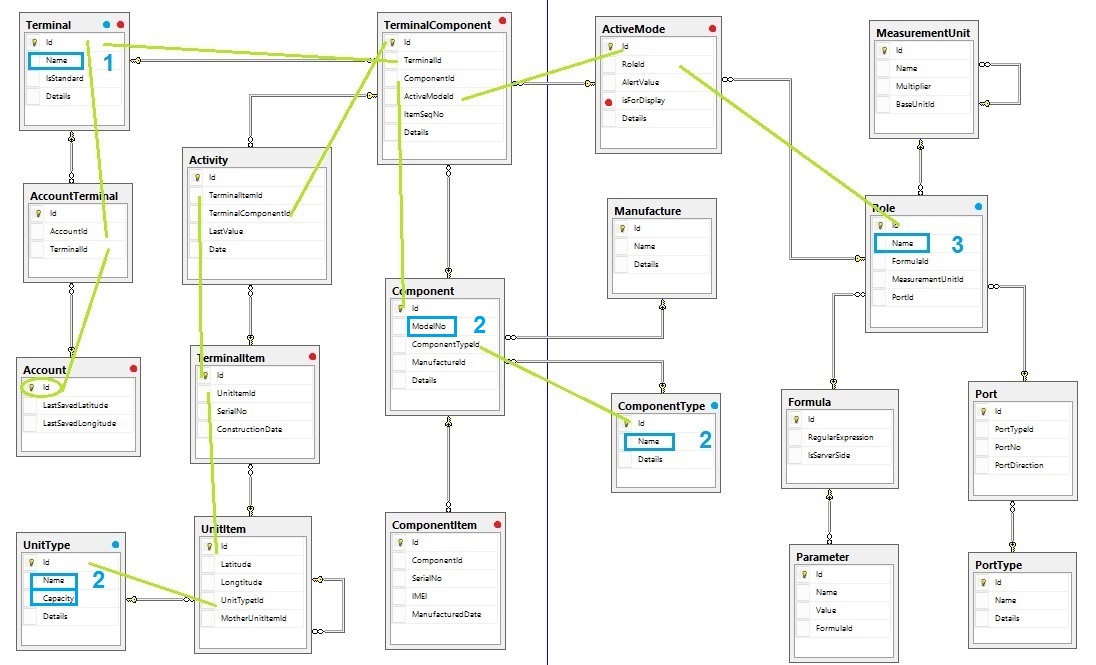 Terminal
Id
Name
1
IsStandard
Details
AccountTerminal
Id
AccountId
TerminalId
Account
Id
LastSavedLatitude
LastSavedLongitude
UnitType
Id
Name
2
Capacity
Details
Activity
Id
TerminalItemId
TerminalComponentId
LastValue
Date
TerminalItem
Id
UnitItemId
SerialNo
ConstructionDate
UnitItem
Id
Latitude
Longtitude
UnitTypetId
MotherUnitItemId
TerminalComponent
Id
TerminalId
ComponentId
ActiveModeId
ItemSeqNo
Details
Component
Id
ModelNo
2
ComponentTypeId
ManufactureId
Details
ComponentItem
Id
ComponentId
SerialNo
IMEI
ManufacturedDate
ActiveMode
Id
RoleId
AlertValue
isForDisplay
Details
Manufacture
Id
Name
Details
ComponentType
Id
Name
2
Details
MeasurementUnit
Id
Name
Multiplier
BaseUnitId
Role
Id
Name
3
FormulaId
MeasurementUnitId
PortId
Formula
Id
RegularExpression
IsServerSide
Parameter
Id
Name
Value
FormulaId
Port
Id
PortTypeId
PortNo
PortDirection
PortType
Id
Name
Details